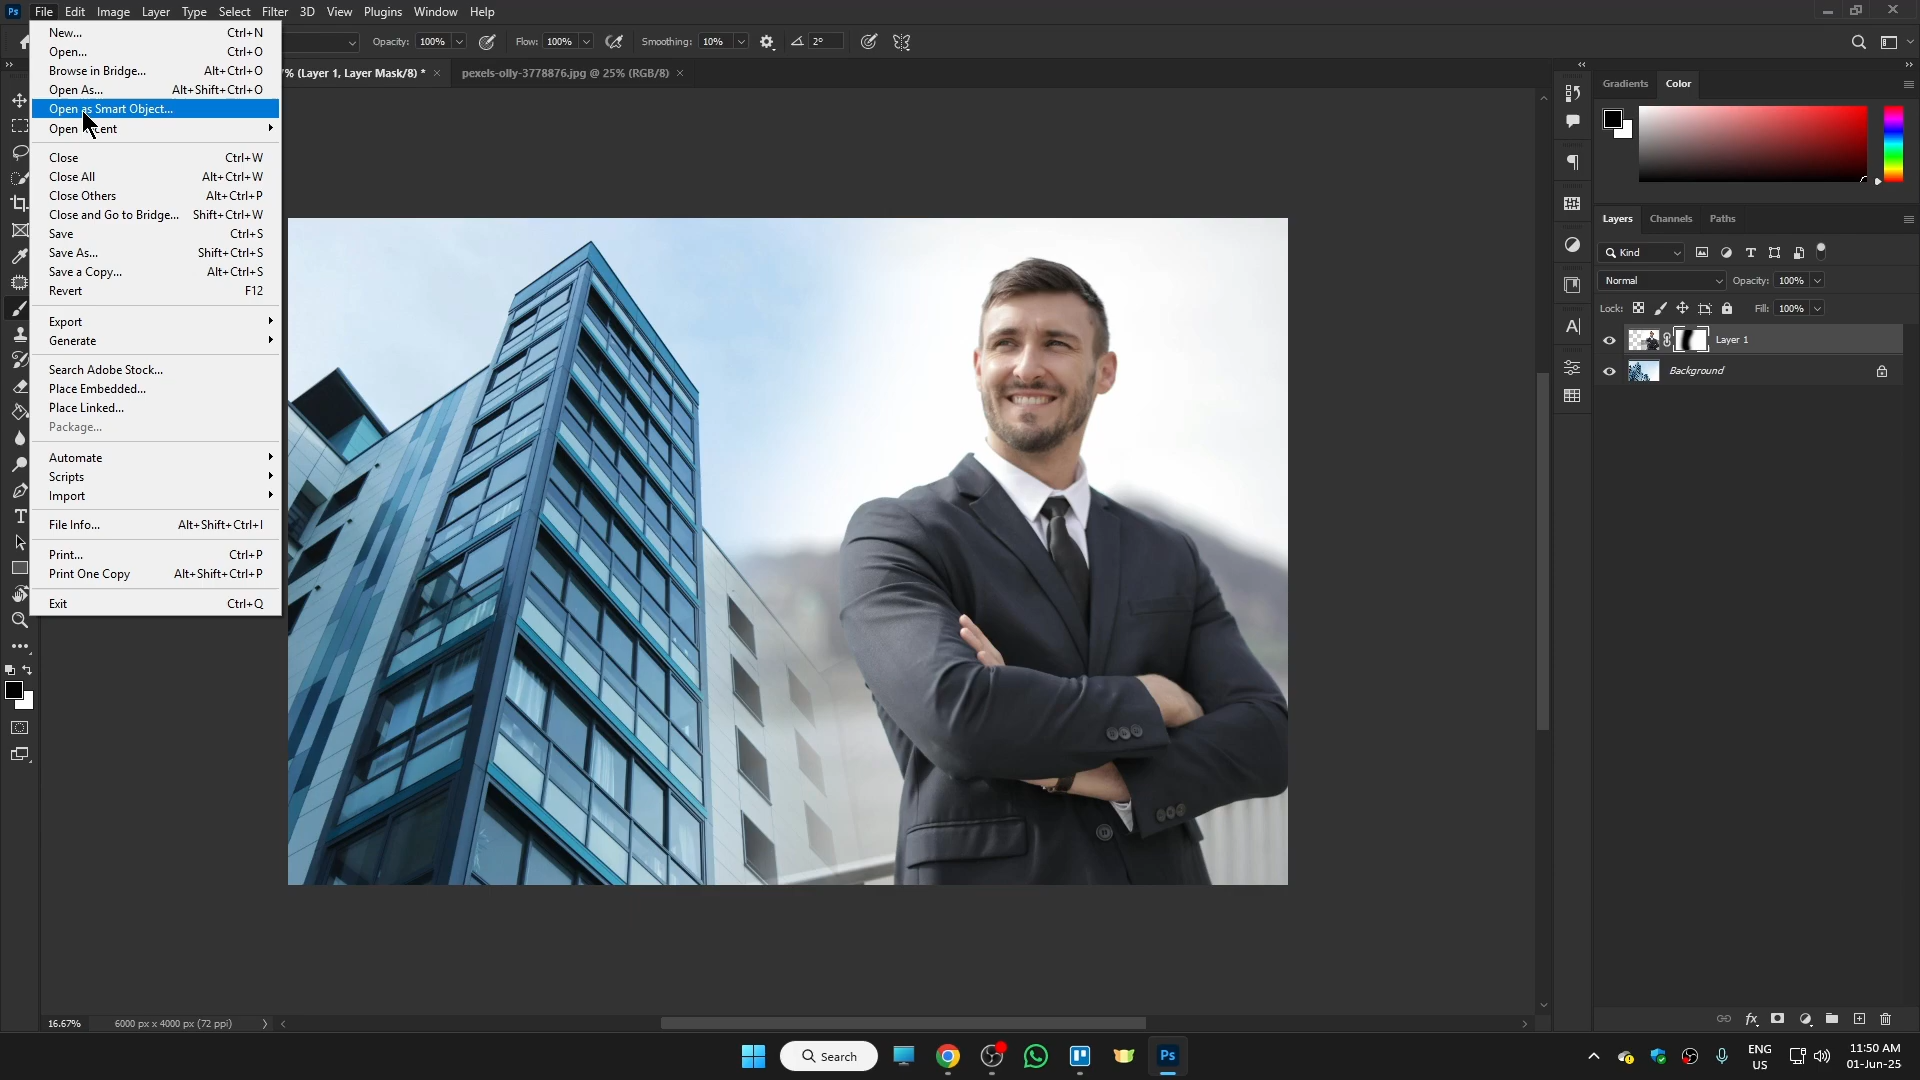 Ps File Edit Image Layer Type Select Filter 3D View Plugins Window Help
Opacity: 100% Flow: 100% Smoothing: 10% 2°
7% (Layer 1, Layer Mask/8) * × pexels-olly-3778876.jpg @ 25% (RGB/8) ×
New... Ctrl+N
Open... Ctrl+O
Browse in Bridge... Alt+Ctrl+O
Open As... Alt+Shift+Ctrl+O
Open as Smart Object...
Open
Close Ctrl+W
Close All Alt+Ctrl+W
Close Others Alt+Ctrl+P
Close and Go to Bridge... Shift+Ctrl+W
Save Ctrl+S
Save As... Shift+Ctrl+S
Save a Copy... Alt+Ctrl+S
Revert F12
Export
Generate
Search Adobe Stock...
Place Embedded...
Place Linked...
Package...
Automate
Scripts
Import
File Info... Alt+Shift+Ctrl+I
Print... Ctrl+P
Print One Copy Alt+Shift+Ctrl+P
Exit Ctrl+Q
Gradients Color
Layers Channels Paths
Kind
Normal Opacity: 100%
Lock: Fill: 100%
Layer 1
Background
16.67% 6000 px x 4000 px (72 ppi)
Search
Ps
ENG
US
11:50 AM
01-Jun-25